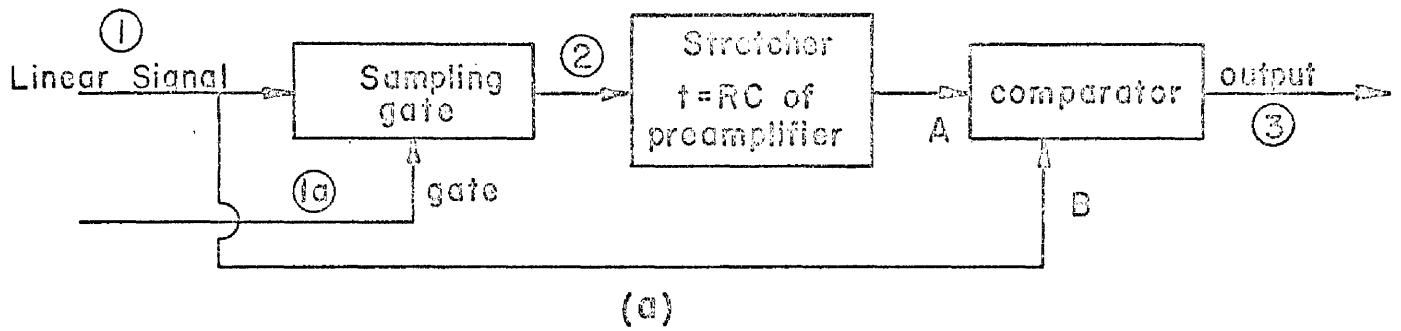 1
Linear Signal
Sampling
gate
2
Stretcher
t=RC of
preamplifier
A
comparator
output
3
1a
gate
B
(a)